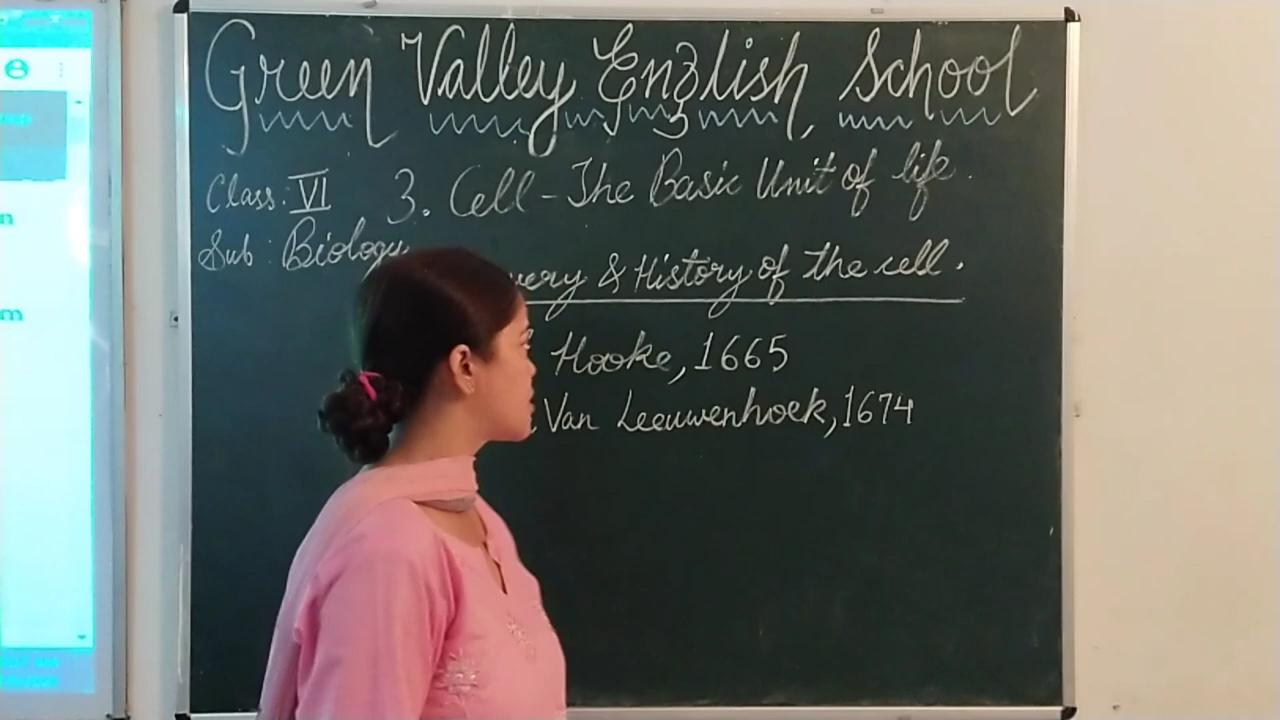 Green Valley English School
Class: VI 3. Cell - The Basic Unit of life.
Sub: Biology
& History of the cell.
Hooke, 1665
Van Leeuwenhoek, 1674